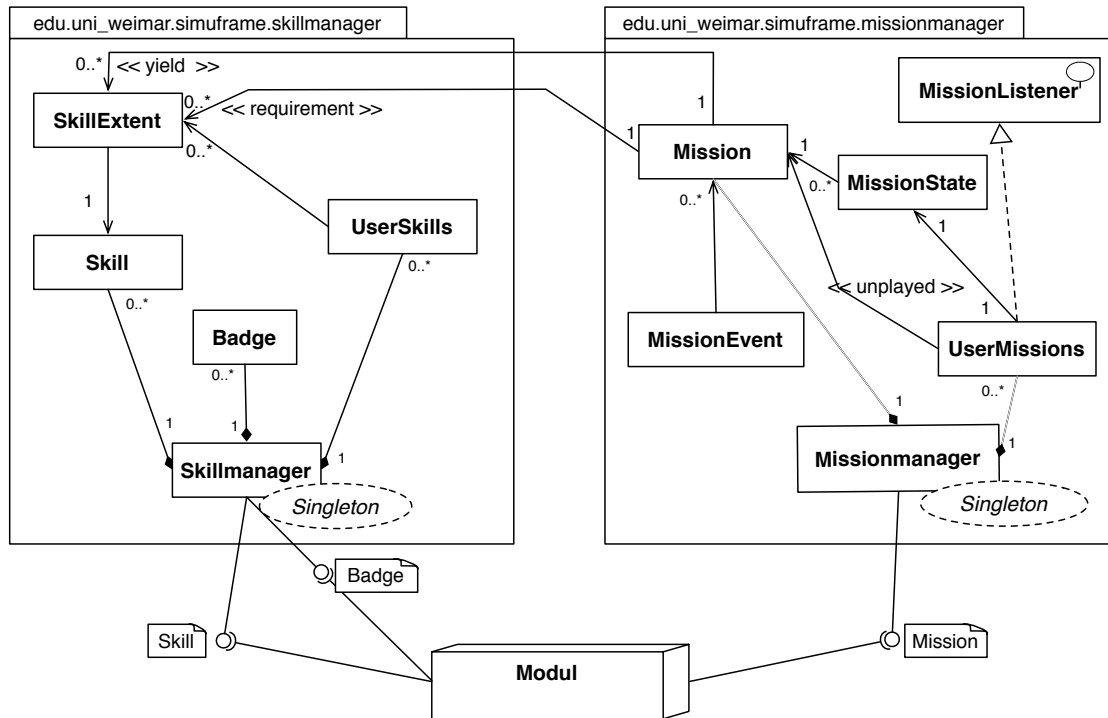 edu.uni_weimar.simuframe.skillmanager
edu.uni_weimar.simuframe.missionmanager
0..*
<< yield >>
MissionListener
0..*
<< requirement >>
1
SkillExtent
1
Mission
1
0..*
0..*
MissionState
0..*
1
1
UserSkills
Skill
0..*
0..*
<< unplayed >>
Badge
MissionEvent
1
UserMissions
0..*
0..*
1
1
1
1
1
Skillmanager
Missionmanager
Singleton
Singleton
Badge
Skill
Mission
Modul